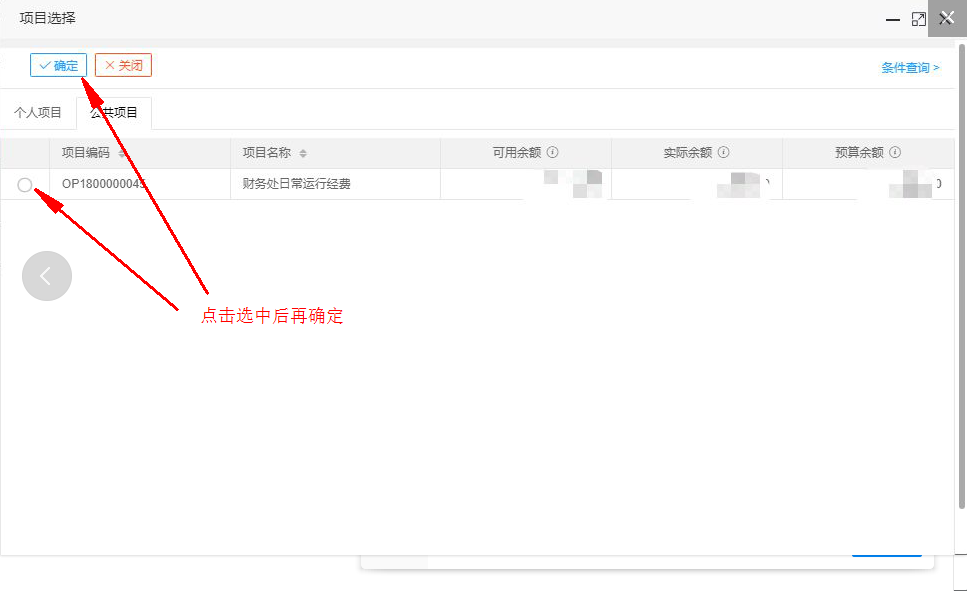 项目选择
确定 关闭 条件查询 >
个人项目 公共项目
项目编码 项目名称 可用余额 实际余额 预算余额
OP1800000045 财务处日常运行经费
点击选中后再确定